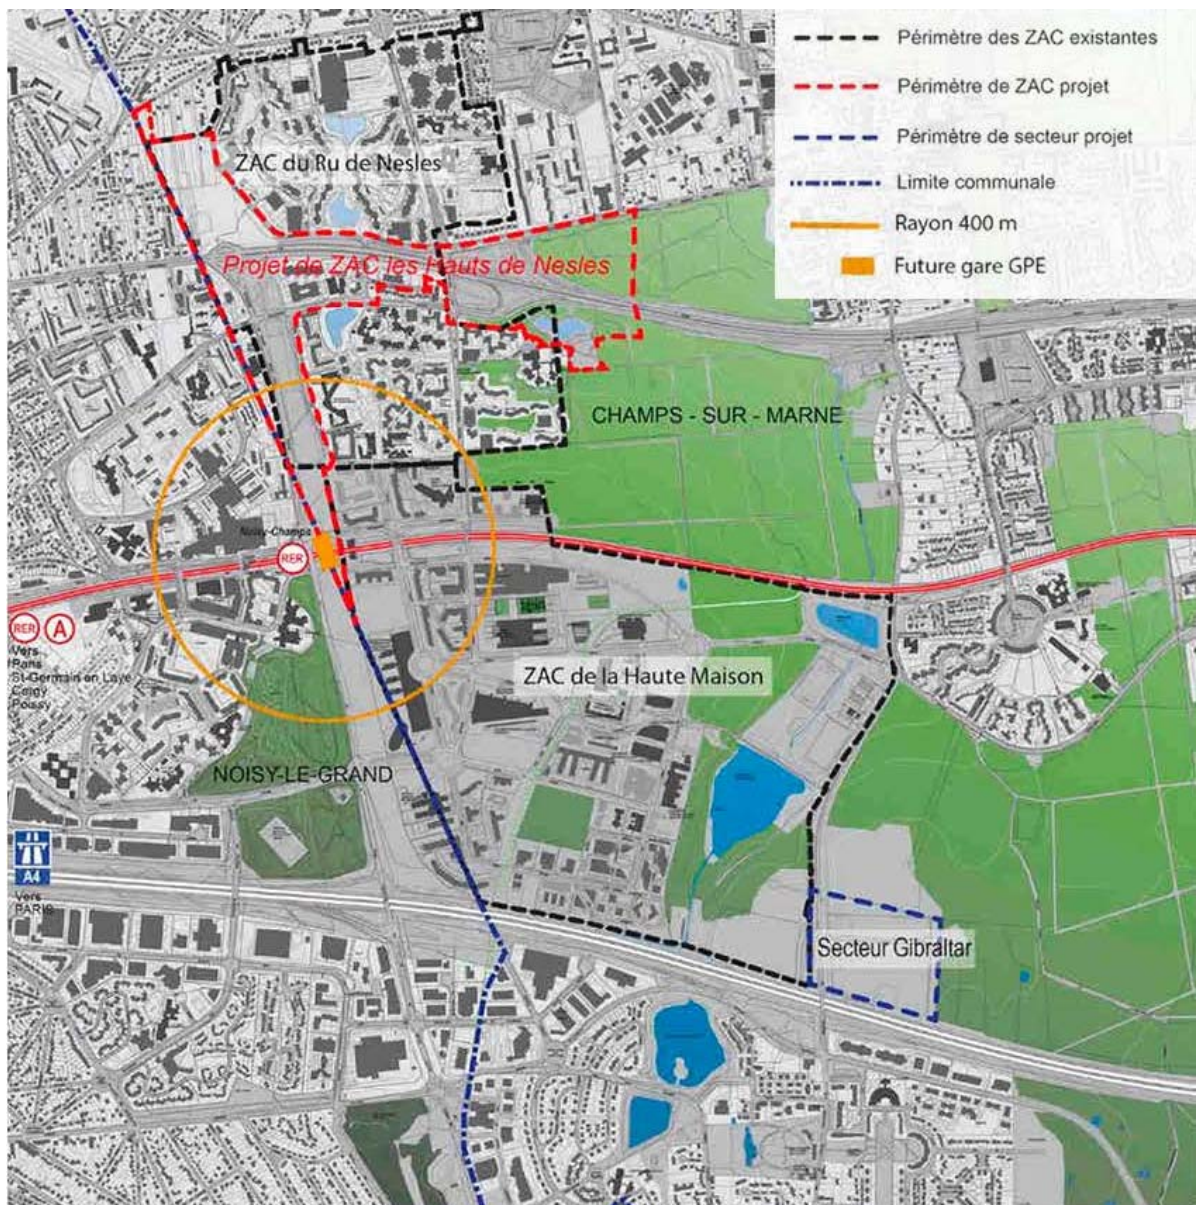 Périmètre des ZAC existantes
Périmètre de ZAC projet
Périmètre de secteur projet
Limite communale
Rayon 400 m
Future gare GPE
ZAC du Ru de Nesles
Projet de ZAC les Hauts de Nesles
CHAMPS - SUR - MARNE
Noisy-Champs
RER
RER A
Vers
Paris
St-Germain en Laye
Cergy
Poissy
ZAC de la Haute Maison
NOISY-LE-GRAND
A4
Vers
PARIS
Secteur Gibraltar